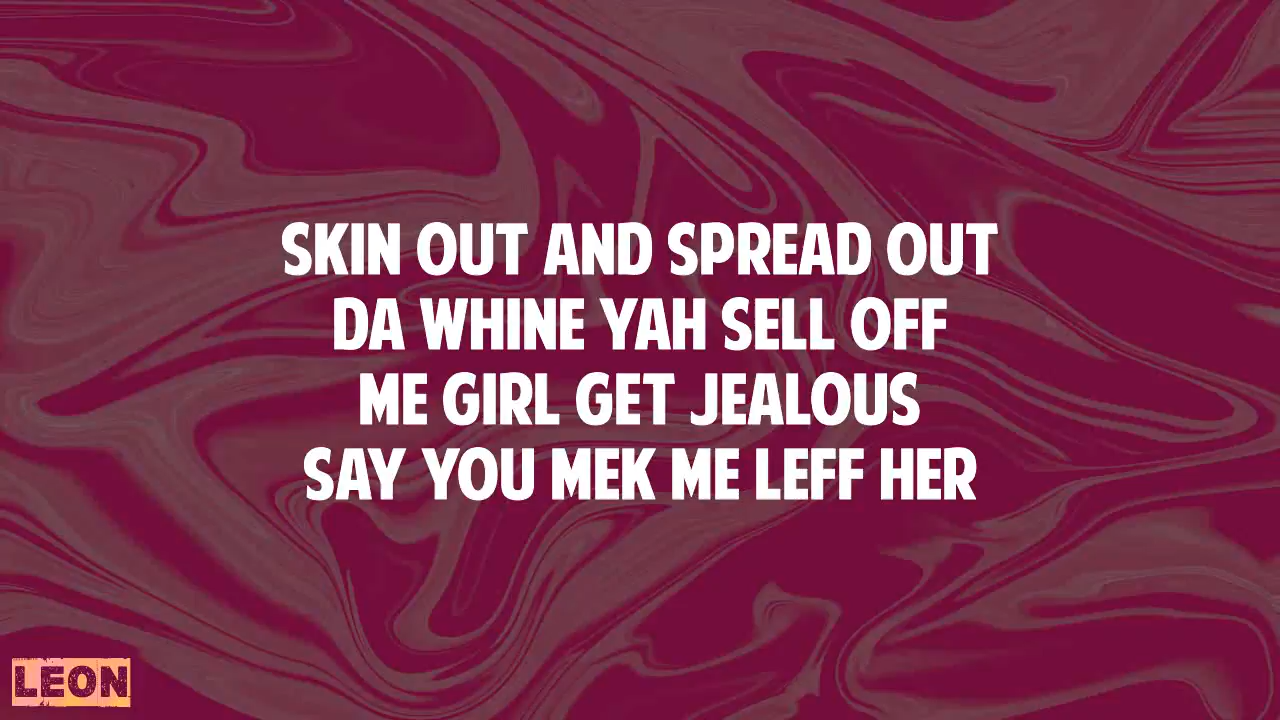 SKIN OUT AND SPREAD OUT
DA WHINE YAH SELL OFF
ME GIRL GET JEALOUS
SAY YOU MEK ME LEFF HER
LEON